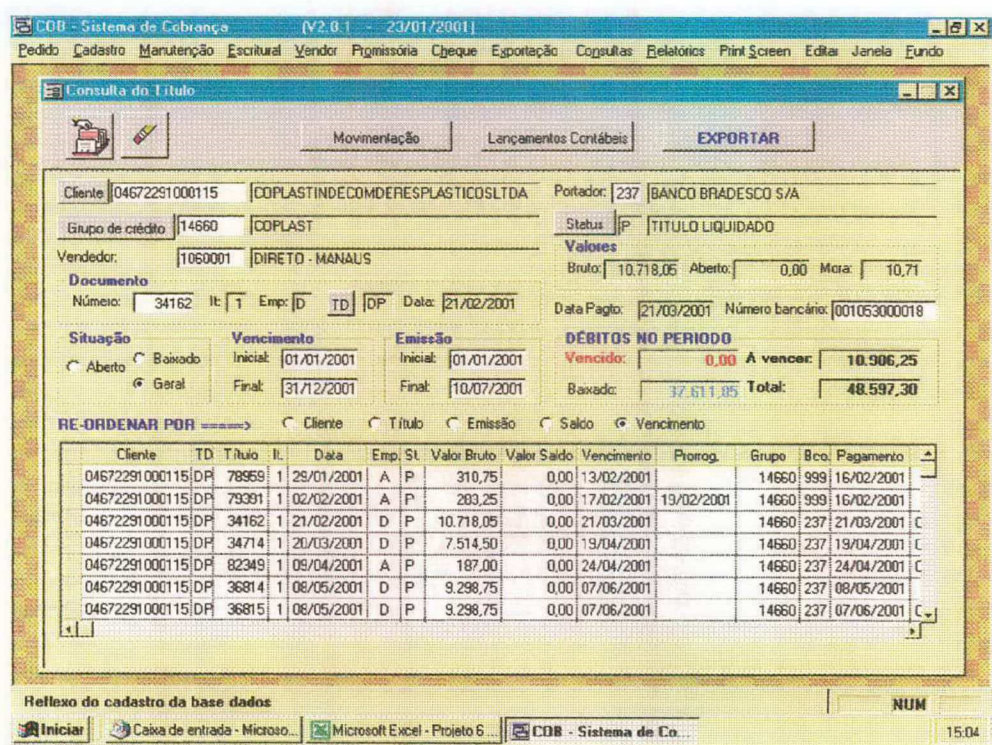 COB - Sistema de Cobrança (V2.0.1 - 23/01/2001)
Pedido Cadastro Manutenção Escritural Vendor Promissória Cheque Exportação Consultas Relatórios Print Screen Editar Janela Fundo
Consulta do Título
Movimentação Lançamentos Contábeis EXPORTAR
Cliente 04672291000115 COPLASTINDECOMDERESPLASTICOSLTDA Portador: 237 BANCO BRADESCO S/A
Grupo de crédito 14660 COPLAST Status P TITULO LIQUIDADO
Vendedor: 1060001 DIRETO - MANAUS Valores
Bruto: 10.718,05 Aberto: 0,00 Mora: 10,71
Documento
Número: 34162 It: 1 Emp: D TD DP Data: 21/02/2001 Data Pagto: 21/03/2001 Número bancário: 001053000018
Situação Vencimento Emissão DÉBITOS NO PERIODO
Aberto Baixado Inicial: 01/01/2001 Inicial: 01/01/2001 Vencido: 0,00 Á vencer: 10.906,25
Geral Final: 31/12/2001 Final: 10/07/2001 Baixado: 37.611,05 Total: 48.597,30
RE-ORDENAR POR =====> Cliente Título Emissão Saldo Vencimento
Cliente TD Título It. Data Emp. St. Valor Bruto Valor Saldo Vencimento Prorrog. Grupo Bco. Pagamento
04672291000115 DP 78959 1 29/01/2001 A P 310,75 0,00 13/02/2001 14660 999 16/02/2001
04672291000115 DP 79391 1 02/02/2001 A P 283,25 0,00 17/02/2001 19/02/2001 14660 999 16/02/2001
04672291000115 DP 34162 1 21/02/2001 D P 10.718,05 0,00 21/03/2001 14660 237 21/03/2001
04672291000115 DP 34714 1 20/03/2001 D P 7.514,50 0,00 19/04/2001 14660 237 19/04/2001
04672291000115 DP 82349 1 09/04/2001 A P 187,00 0,00 24/04/2001 14660 237 24/04/2001
04672291000115 DP 36814 1 08/05/2001 D P 9.298,75 0,00 07/06/2001 14660 237 08/05/2001
04672291000115 DP 36815 1 08/05/2001 D P 9.298,75 0,00 07/06/2001 14660 237 07/06/2001
Reflexo do cadastro da base dados NUM
Iniciar Caixa de entrada - Microso... Microsoft Excel - Projeto 6 ... COB - Sistema de Co... 15:04